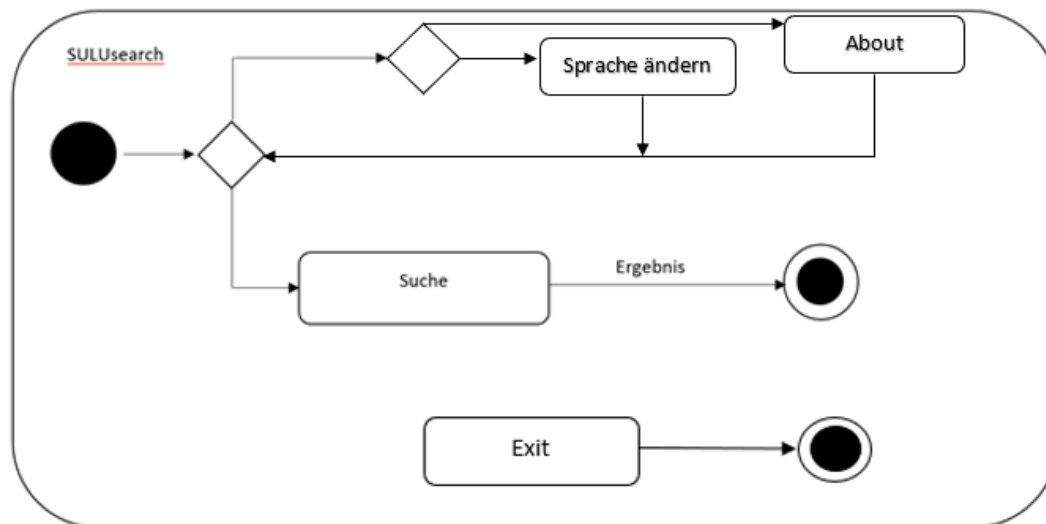 SULUsearch
About
Sprache ändern
Suche
Ergebnis
Exit